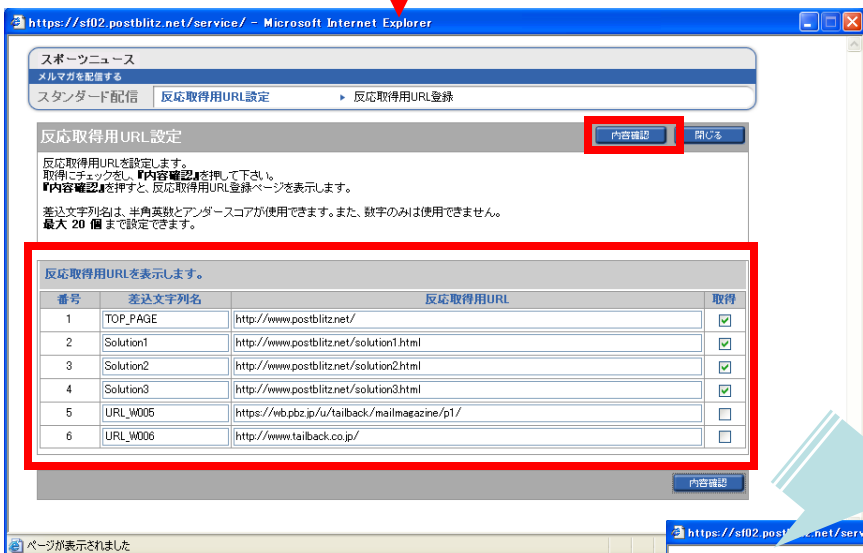 https://sf02.postblitz.net/service/ - Microsoft Internet Explorer
スポーツニュース
メルマガを配信する
スタンダード配信 反応取得用URL設定 ▸ 反応取得用URL登録
反応取得用URL設定 内容確認 閉じる
反応取得用URLを設定します。
取得にチェックをし、『内容確認』を押して下さい。
『内容確認』を押すと、反応取得用URL登録ページを表示します。
差込文字列名は、半角英数とアンダースコアが使用できます。また、数字のみは使用できません。
最大 20 個 まで設定できます。
反応取得用URLを表示します。
番号 差込文字列名 反応取得用URL 取得
1 TOP_PAGE http://www.postblitz.net/
2 Solution1 http://www.postblitz.net/solution1.html
3 Solution2 http://www.postblitz.net/solution2.html
4 Solution3 http://www.postblitz.net/solution3.html
5 URL_W005 https://wb.pbz.jp/u/tailback/mailmagazine/p1/
6 URL_W006 http://www.tailback.co.jp/
内容確認
ページが表示されました